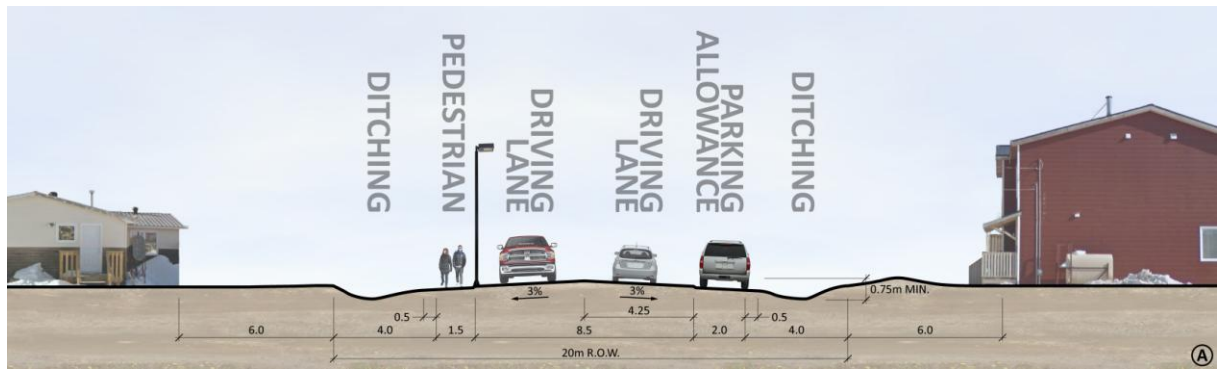 DITCHING
PEDESTRIAN
DRIVING
LANE
DRIVING
LANE
PARKING
ALLOWANCE
DITCHING
3%
3%
0.75m MIN.
0.5
4.25
0.5
6.0
4.0
1.5
8.5
2.0
4.0
6.0
20m R.O.W.
A